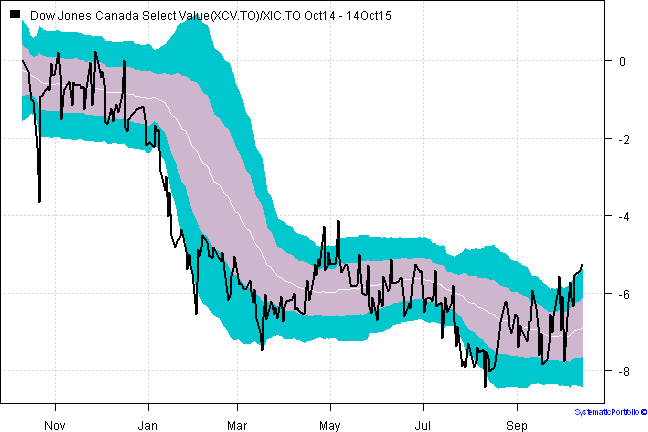 Dow Jones Canada Select Value(XCV.TO)/XIC.TO Oct14 - 14Oct15
0
-2
-4
-6
-8
Nov Jan Mar May Jul Sep
SystematicPortfolio ©